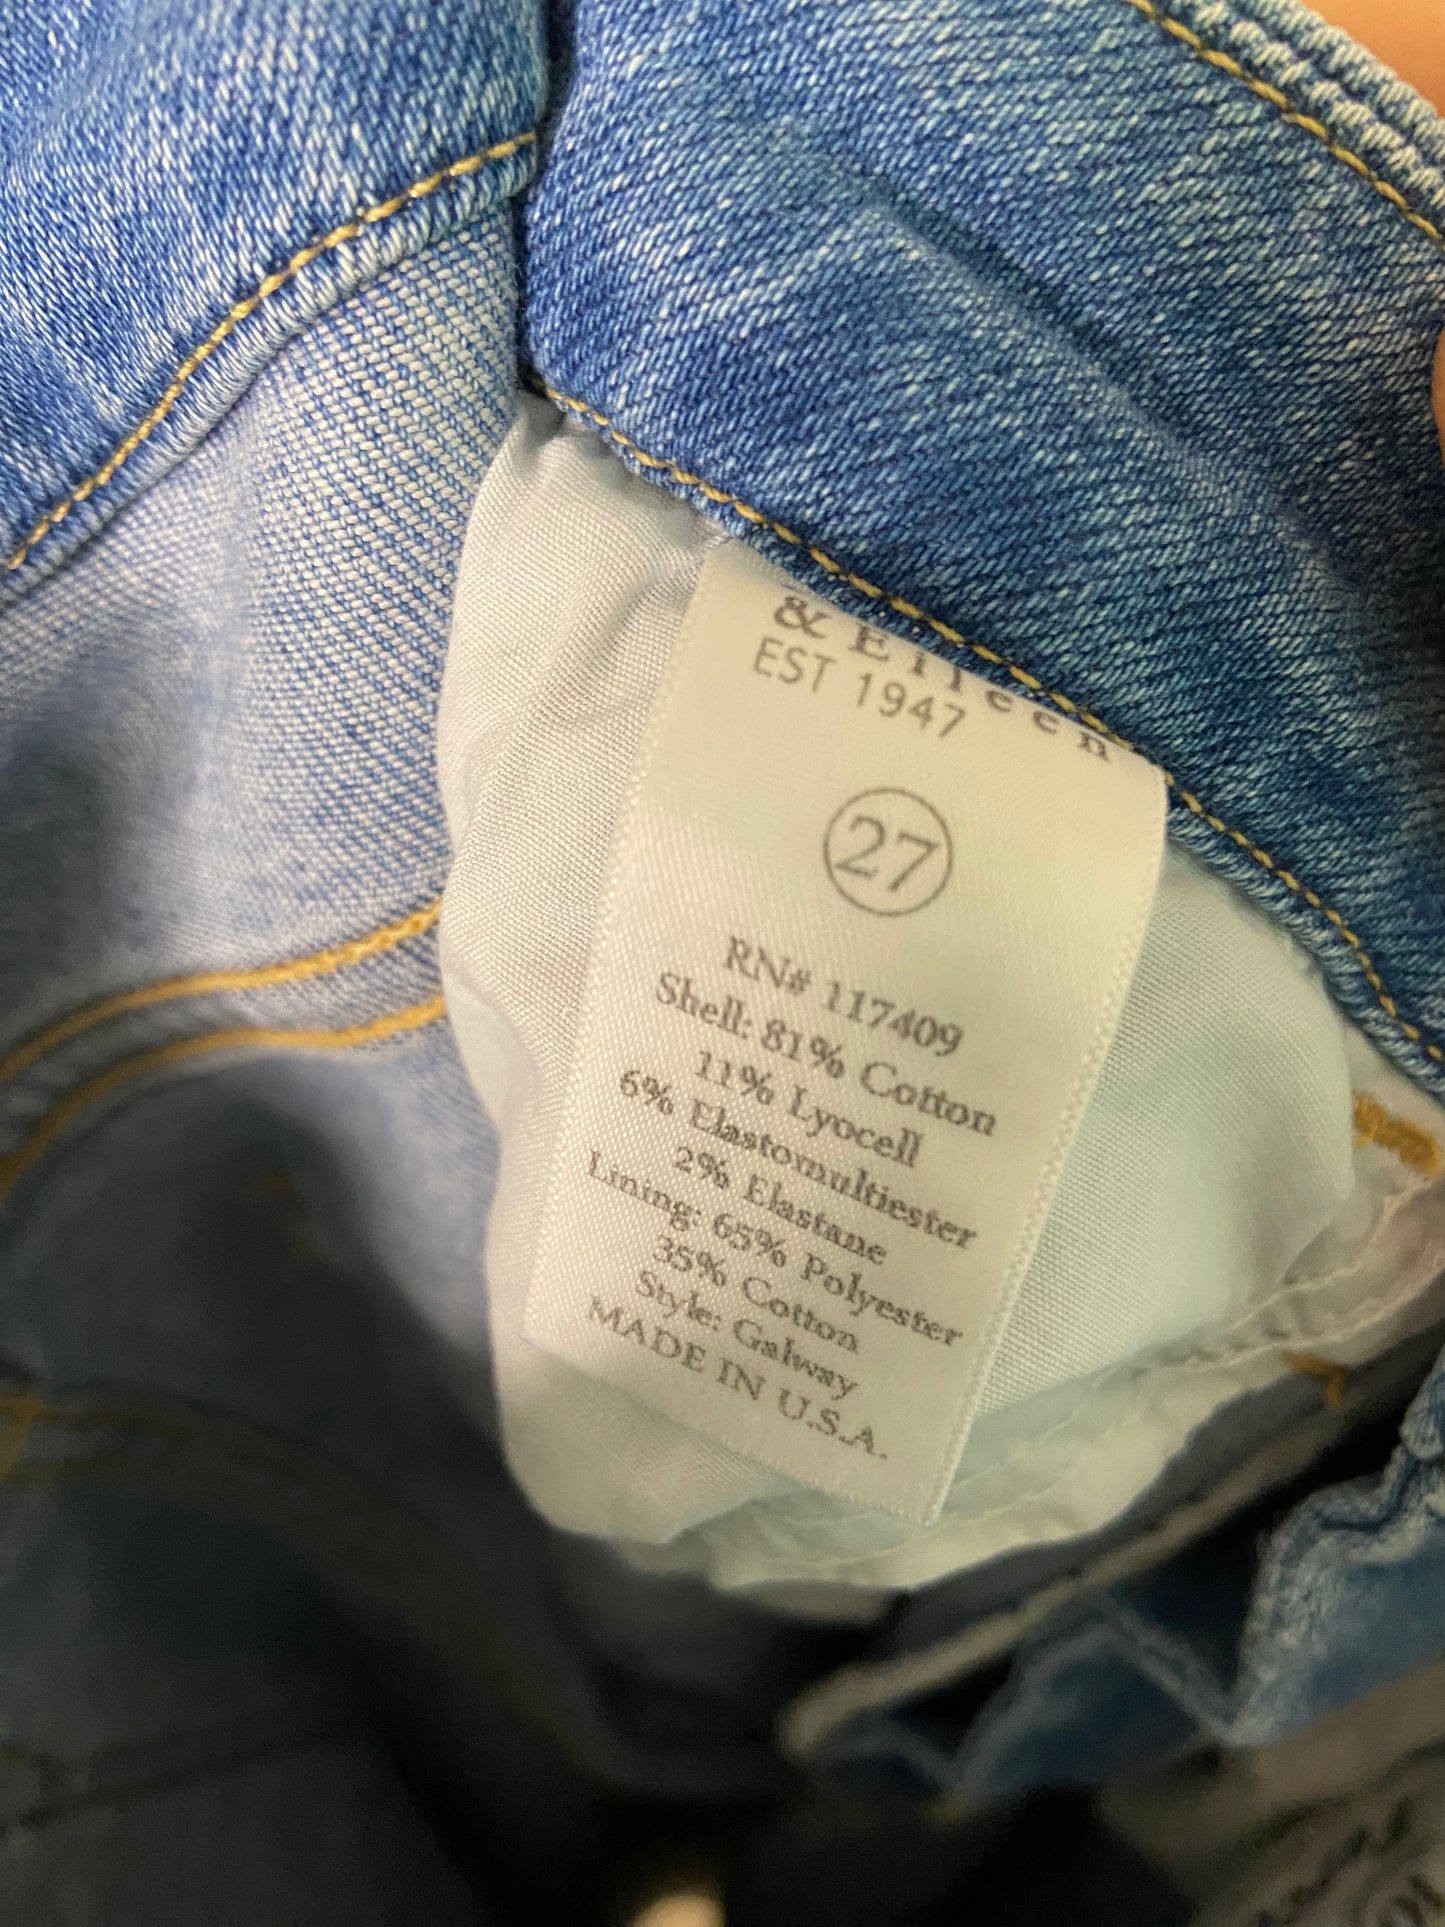 & Eileen
EST 1947
27
RN# 117409
Shell: 81% Cotton
11% Lyocell
6% Elastomultiester
2% Elastane
Lining: 65% Polyester
35% Cotton
Style: Galway
MADE IN U.S.A.